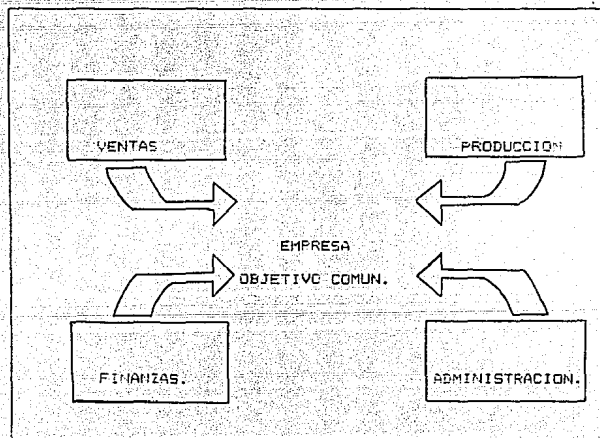 VENTAS
PRODUCCION
EMPRESA
OBJETIVO COMUN.
FINANZAS.
ADMINISTRACION.